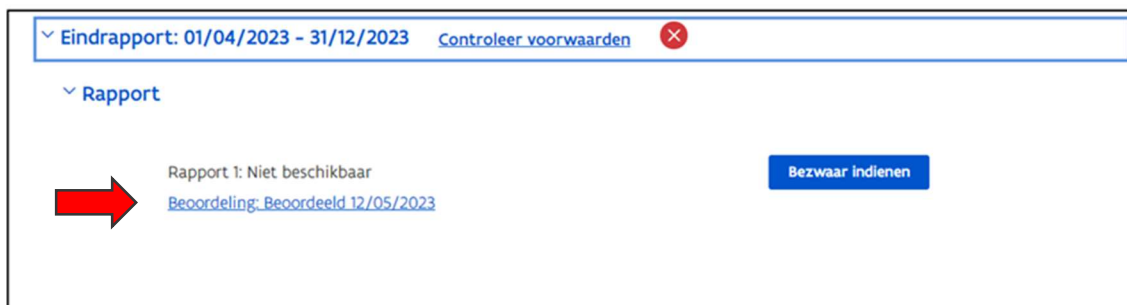 Eindrapport: 01/04/2023 - 31/12/2023 Controleer voorwaarden
Rapport
Rapport 1: Niet beschikbaar
Bezwaar indienen
Beoordeling: Beoordeeld 12/05/2023